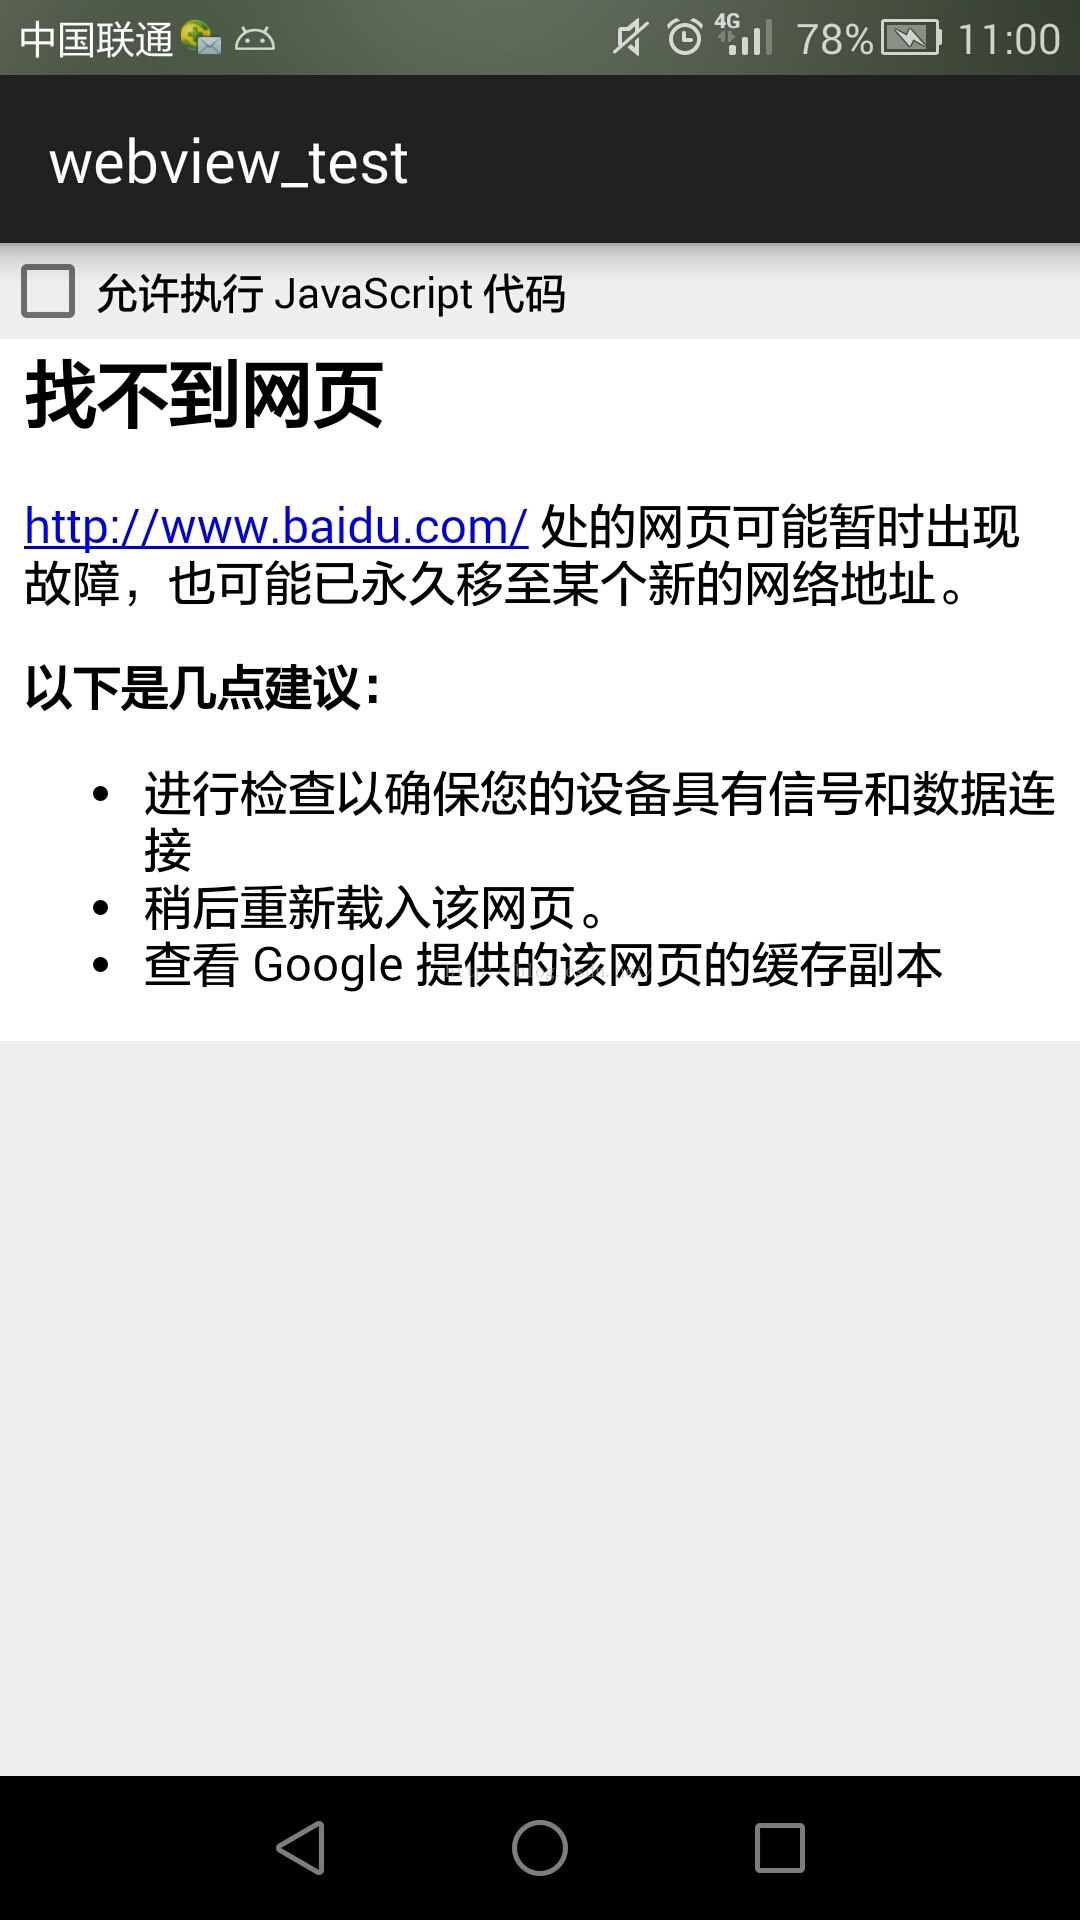 中国联通 4G 78% 11:00
webview_test
允许执行 JavaScript 代码
找不到网页
http://www.baidu.com/ 处的网页可能暂时出现
故障，也可能已永久移至某个新的网络地址。
以下是几点建议：
• 进行检查以确保您的设备具有信号和数据连
接
• 稍后重新载入该网页。
• 查看 Google 提供的该网页的缓存副本